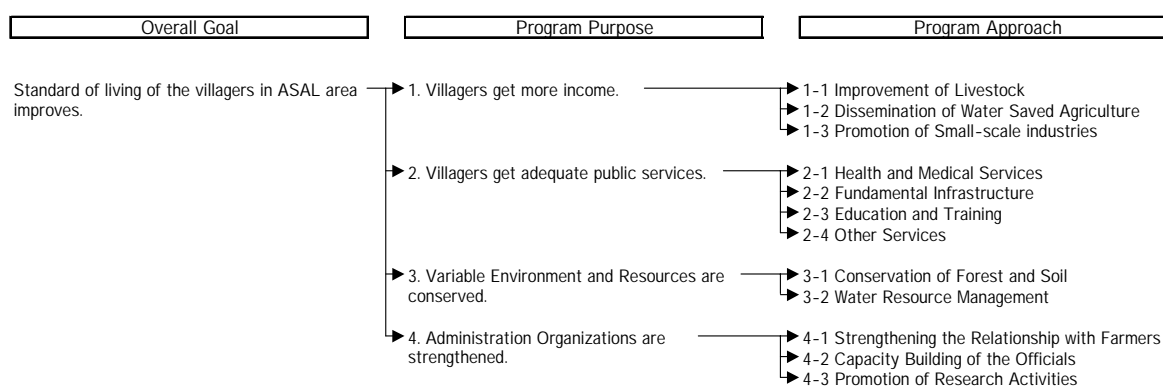 Overall Goal
Program Purpose
Program Approach
Standard of living of the villagers in ASAL area
improves.
1. Villagers get more income.
1-1 Improvement of Livestock
1-2 Dissemination of Water Saved Agriculture
1-3 Promotion of Small-scale industries
2. Villagers get adequate public services.
2-1 Health and Medical Services
2-2 Fundamental Infrastructure
2-3 Education and Training
2-4 Other Services
3. Variable Environment and Resources are
conserved.
3-1 Conservation of Forest and Soil
3-2 Water Resource Management
4. Administration Organizations are
strengthened.
4-1 Strengthening the Relationship with Farmers
4-2 Capacity Building of the Officials
4-3 Promotion of Research Activities